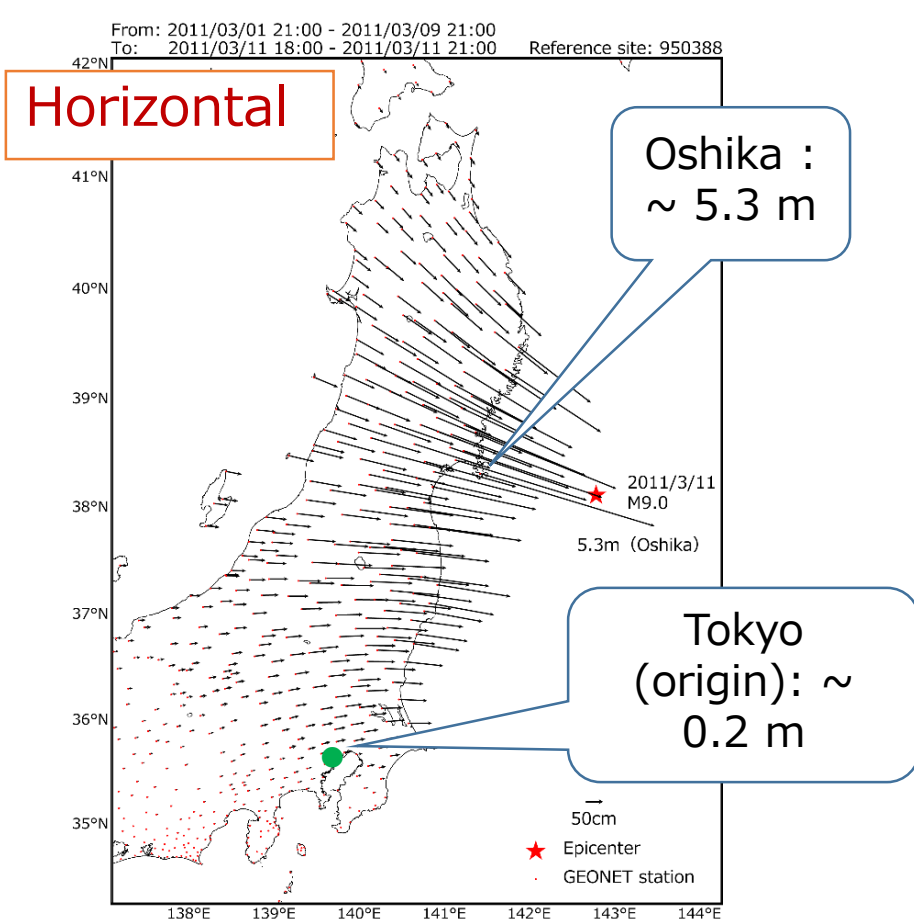 From: 2011/03/01 21:00 - 2011/03/09 21:00
To: 2011/03/11 18:00 - 2011/03/11 21:00 Reference site: 950388
Horizontal
42°N
41°N
40°N
39°N
38°N
37°N
36°N
35°N
Oshika :
~ 5.3 m
2011/3/11
M9.0
5.3m（Oshika）
Tokyo
(origin): ~
0.2 m
50cm
Epicenter
GEONET station
138°E 139°E 140°E 141°E 142°E 143°E 144°E